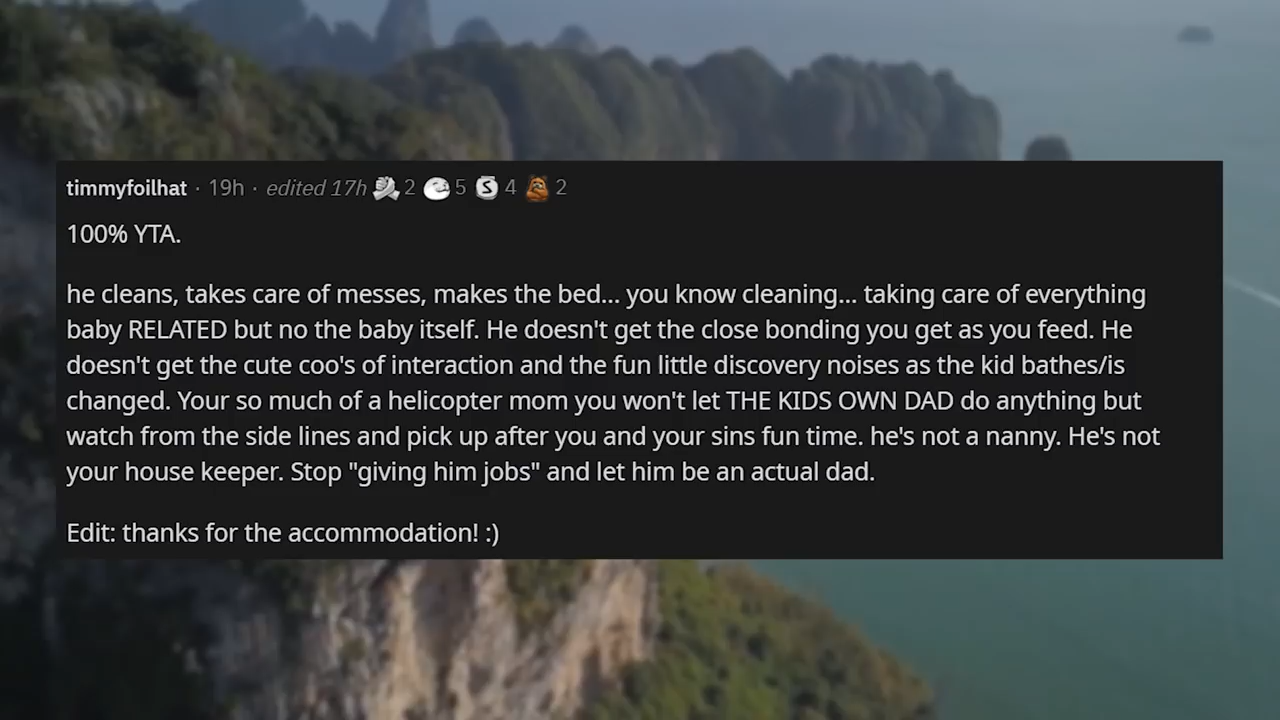 timmyfoilhat · 19h · edited 17h 2 5 S 4 2
100% YTA.
he cleans, takes care of messes, makes the bed... you know cleaning... taking care of everything
baby RELATED but no the baby itself. He doesn't get the close bonding you get as you feed. He
doesn't get the cute coo's of interaction and the fun little discovery noises as the kid bathes/is
changed. Your so much of a helicopter mom you won't let THE KIDS OWN DAD do anything but
watch from the side lines and pick up after you and your sins fun time. he's not a nanny. He's not
your house keeper. Stop "giving him jobs" and let him be an actual dad.
Edit: thanks for the accommodation! :)